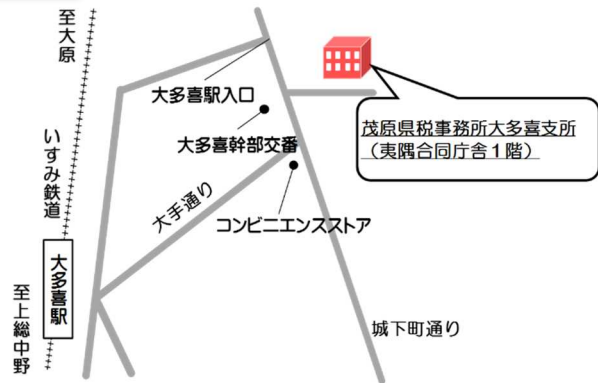 至大原
いすみ鉄道
大多喜駅
至上総中野
大多喜駅入口
大多喜幹部交番
大手通り
コンビニエンスストア
茂原県税事務所大多喜支所
（夷隅合同庁舎１階）
城下町通り